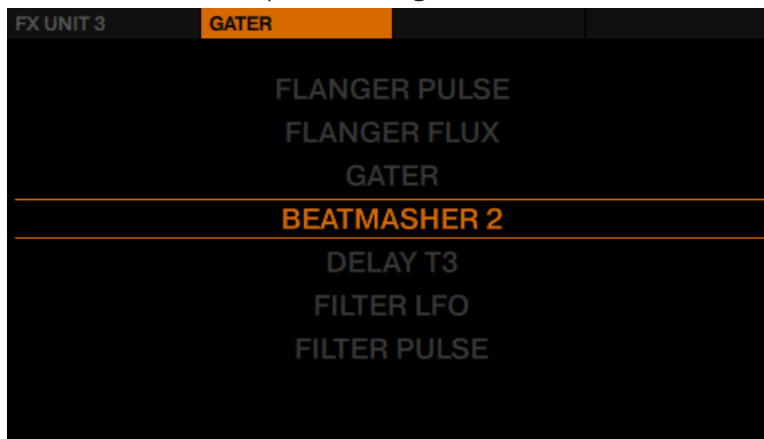 FX UNIT 3 GATER
FLANGER PULSE
FLANGER FLUX
GATER
BEATMASHER 2
DELAY T3
FILTER LFO
FILTER PULSE